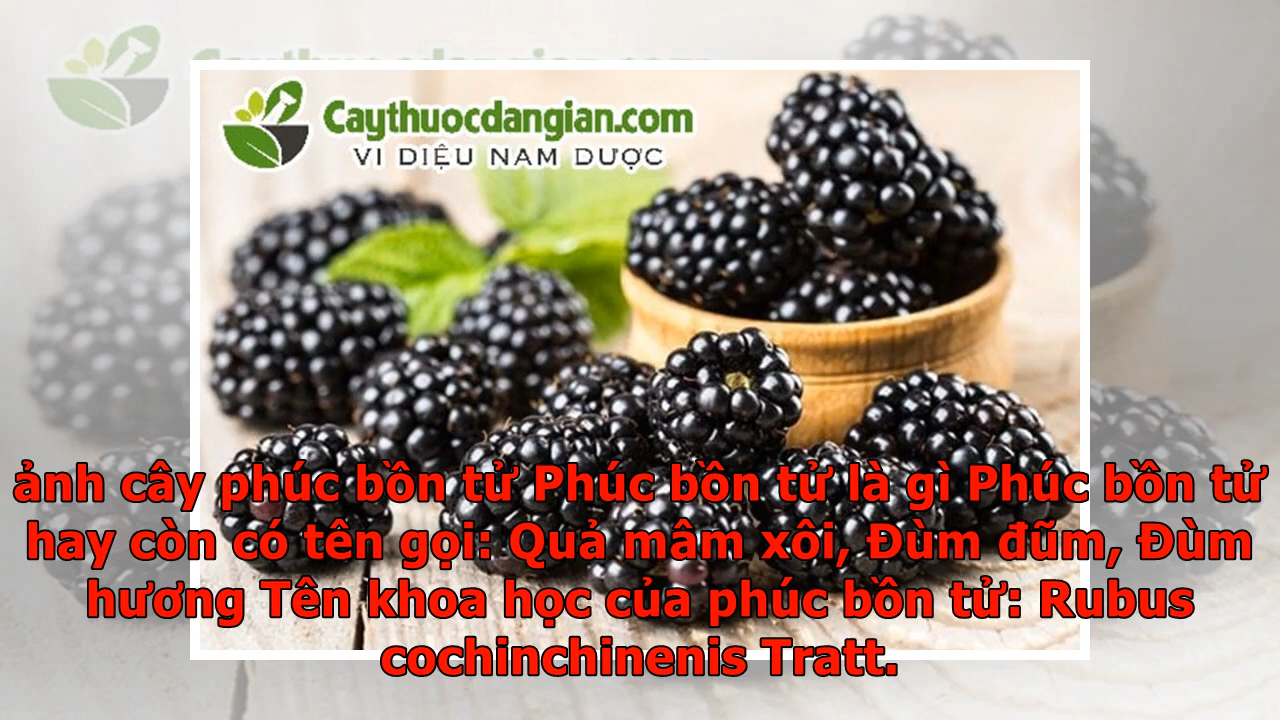 Caythuocdangian.com
VI DIỆU NAM DƯỢC
ảnh cây phúc bồn tử Phúc bồn tử là gì Phúc bồn tử
hay còn có tên gọi: Quả mâm xôi, Đùm đũm, Đùm
hương Tên khoa học của phúc bồn tử: Rubus
cochinchinenis Tratt.